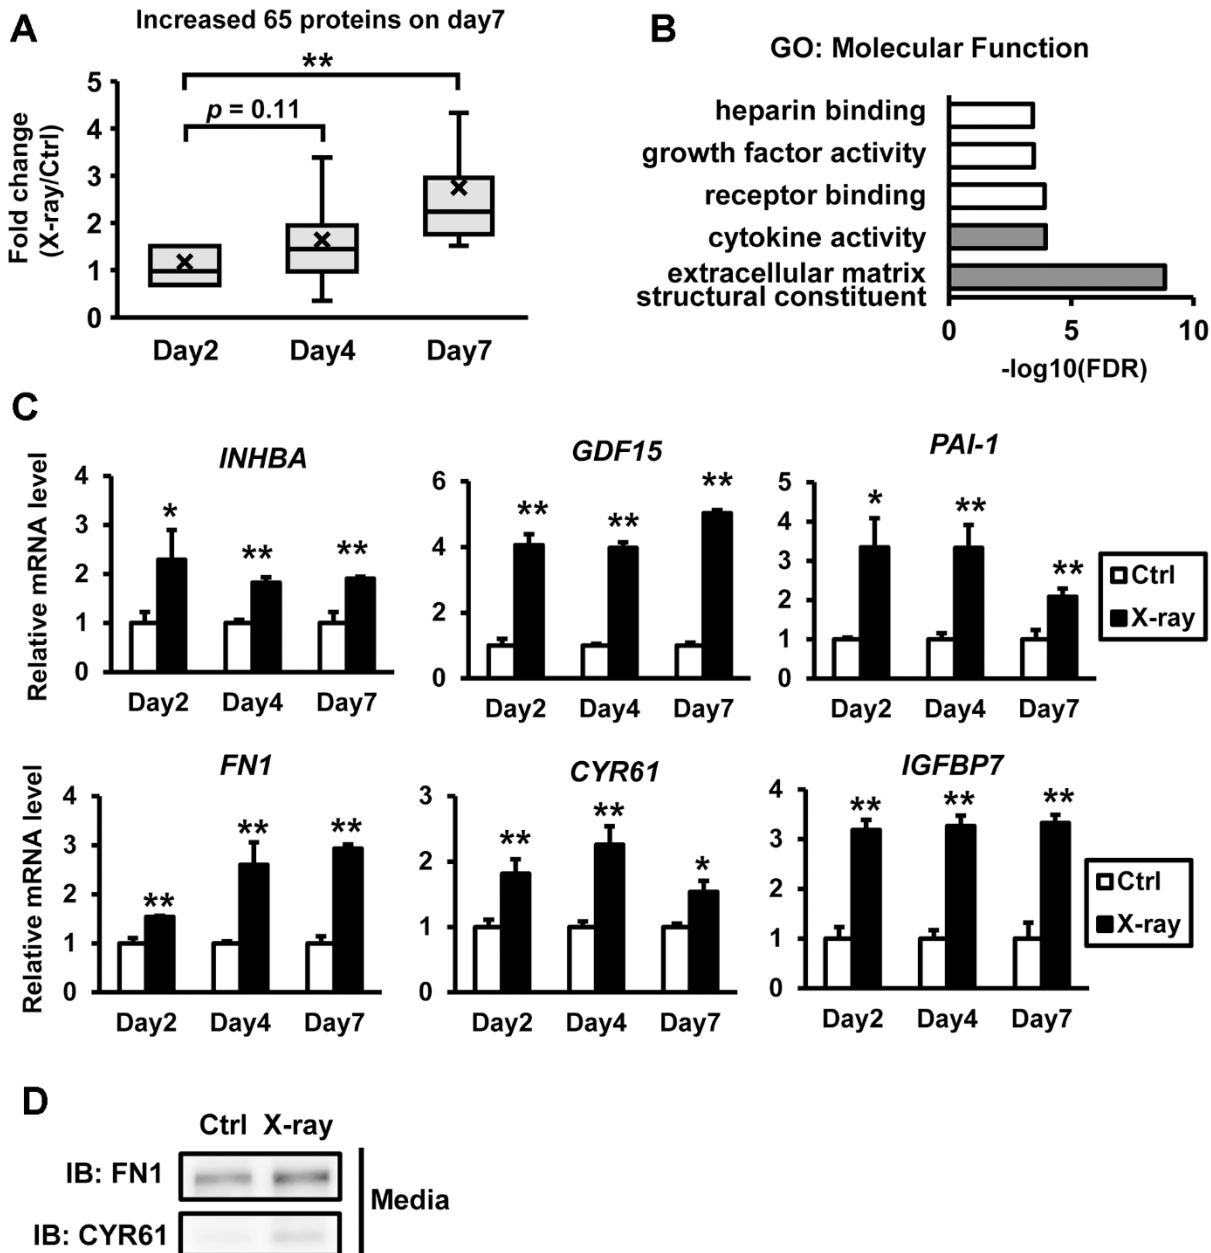 A
Increased 65 proteins on day7
**
p = 0.11
Fold change
(X-ray/Ctrl)
5
4
3
2
1
0
Day2 Day4 Day7
B
GO: Molecular Function
heparin binding
growth factor activity
receptor binding
cytokine activity
extracellular matrix
structural constituent
0 5 10
-log10(FDR)
C
INHBA
Relative mRNA level
4
3
2
1
0
* ** **
Day2 Day4 Day7
GDF15
6
4
2
0
** ** **
Day2 Day4 Day7
PAI-1
5
4
3
2
1
0
* ** **
Day2 Day4 Day7
Ctrl
X-ray
FN1
Relative mRNA level
4
3
2
1
0
** ** **
Day2 Day4 Day7
CYR61
3
2
1
0
** ** *
Day2 Day4 Day7
IGFBP7
4
3
2
1
0
** ** **
Day2 Day4 Day7
Ctrl
X-ray
D
Ctrl X-ray
IB: FN1
IB: CYR61
Media